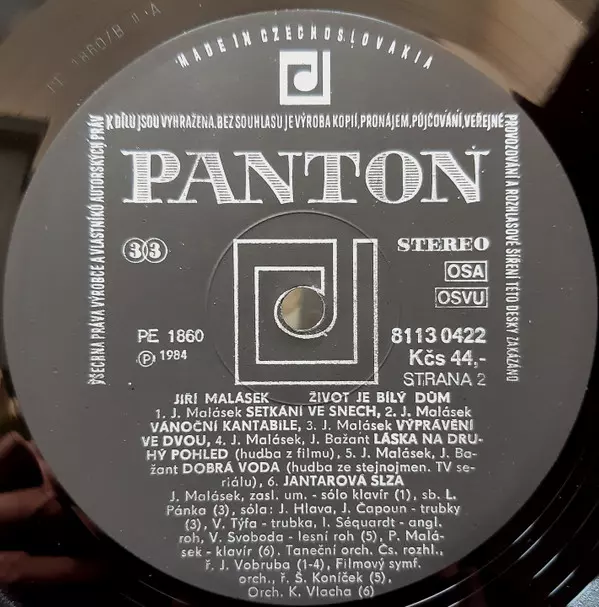 PE 1860/B II A
MADE IN CZECHOSLOVAKIA
VŠECHNA PRÁVA VÝROBCE A VLASTNÍKŮ AUTORSKÝCH PRÁV
K DÍLU JSOU VYHRAŽENA. BEZ SOUHLASU JE VÝROBA KOPIÍ, PRONÁJEM, PŮJČOVÁNÍ, VEŘEJNÉ
PROVOZOVÁNÍ A ROZHLASOVÉ ŠÍŘENÍ TÉTO DESKY ZAKÁZÁNO
PANTON
33
STEREO
OSA
OSVU
PE 1860
Ⓟ 1984
81130422
Kčs 44,-
STRANA 2
JIŘÍ MALÁSEK ŽIVOT JE BÍLÝ DŮM
1. J. Malásek SETKÁNÍ VE SNECH, 2. J. Malásek
VÁNOČNÍ KANTABILE, 3. J. Malásek VYPRÁVĚNÍ
VE DVOU, 4. J. Malásek, J. Bažant LÁSKA NA DRU-
HÝ POHLED (hudba z filmu), 5. J. Malásek, J. Ba-
žant DOBRÁ VODA (hudba ze stejnojmen. TV se-
riálu), 6. JANTAROVÁ SLZA
J. Malásek, zasl. um. - sólo klavír (1), sb. L.
Pánka (3), sóla: J. Hlava, J. Čapoun - trubky
(3), V. Týfa - trubka, I. Séquardt - angl.
roh, V. Svoboda - lesní roh (5), P. Malá-
sek - klavír (6). Taneční orch. Čs. rozhl.,
ř. J. Vobruba (1-4), Filmový symf.
orch., ř. Š. Koníček (5),
Orch. K. Vlacha (6)